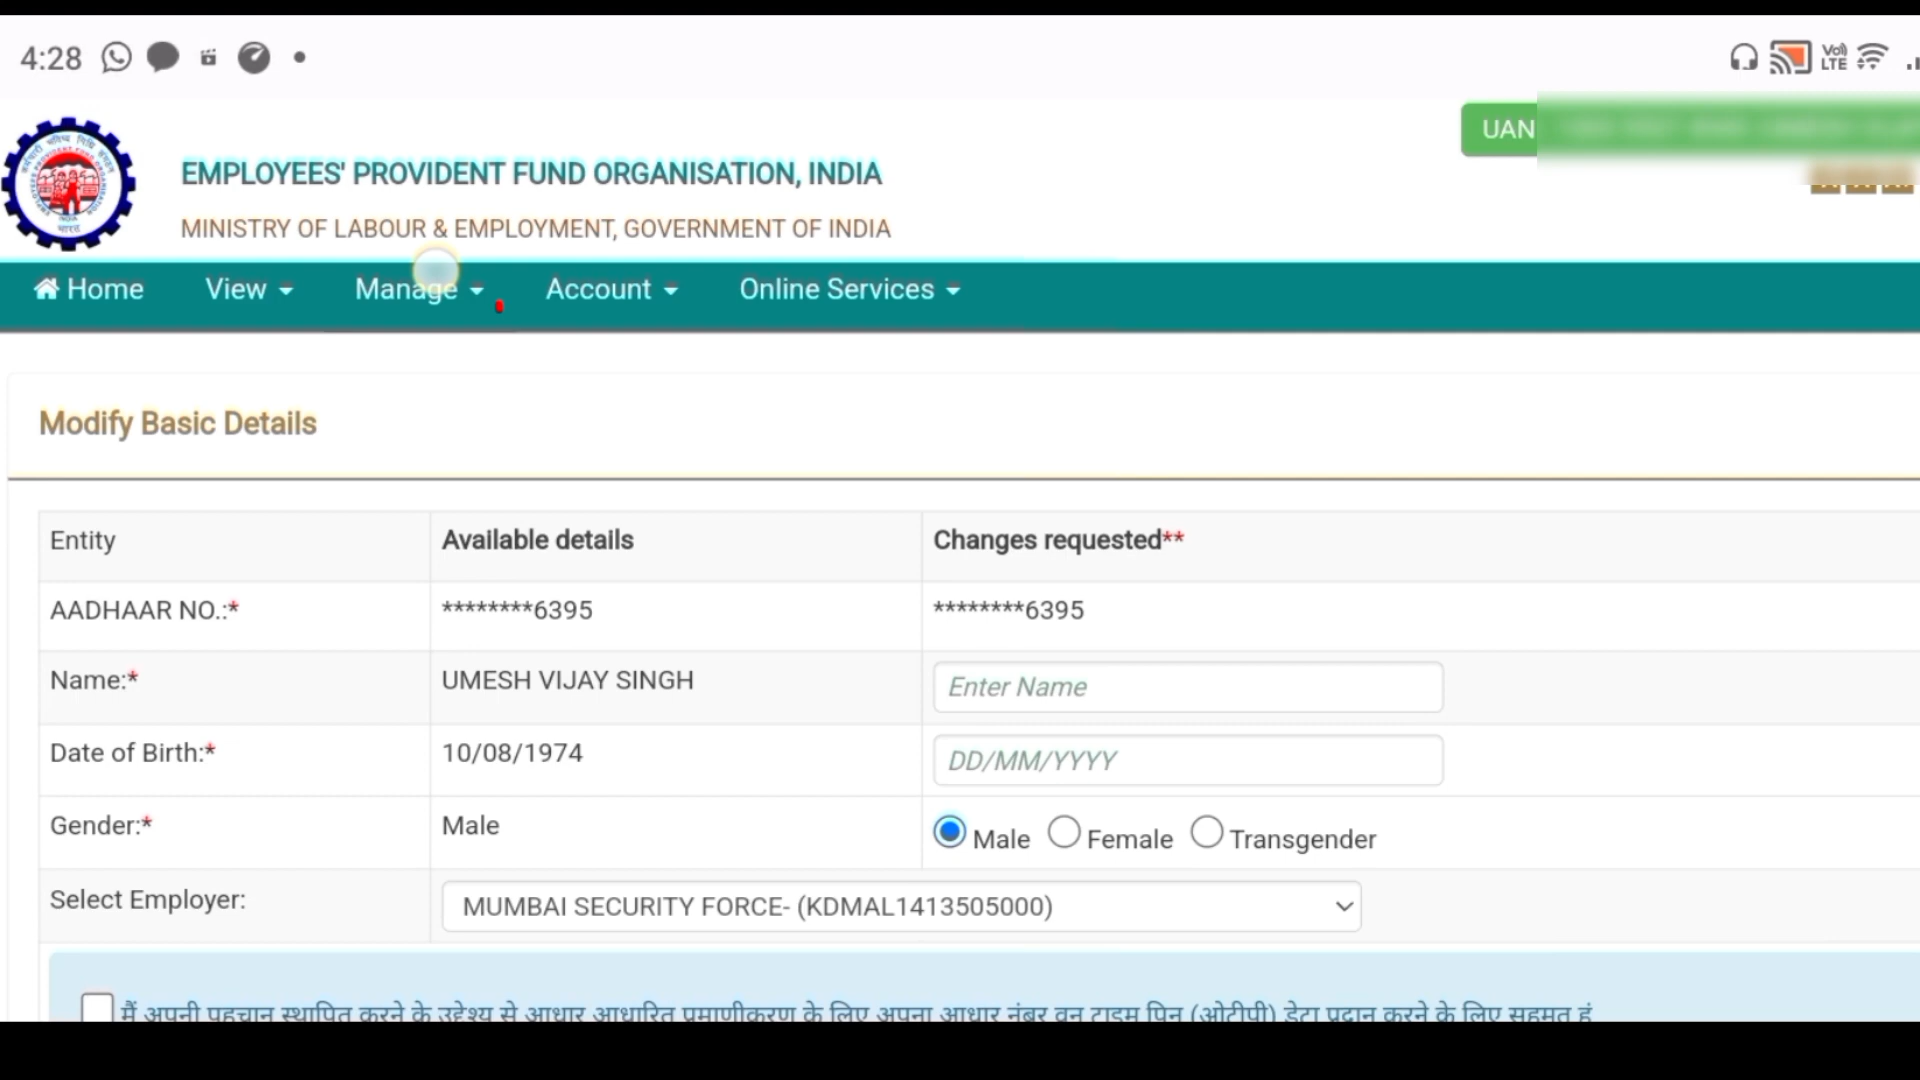 4:28
Vo) LTE
UAN
EMPLOYEES' PROVIDENT FUND ORGANISATION, INDIA
MINISTRY OF LABOUR & EMPLOYMENT, GOVERNMENT OF INDIA
Home View Manage Account Online Services
Modify Basic Details
Entity Available details Changes requested**
AADHAAR NO.:* ********6395 ********6395
Name:* UMESH VIJAY SINGH Enter Name
Date of Birth:* 10/08/1974 DD/MM/YYYY
Gender:* Male Male Female Transgender
Select Employer: MUMBAI SECURITY FORCE- (KDMAL1413505000)
मैं अपनी पहचान स्थापित करने के उद्देश्य से आधार आधारित प्रमाणीकरण के लिए अपना आधार नंबर वन टाइम पिन (ओटीपी) डेटा प्रदान करने के लिए सहमत हूं